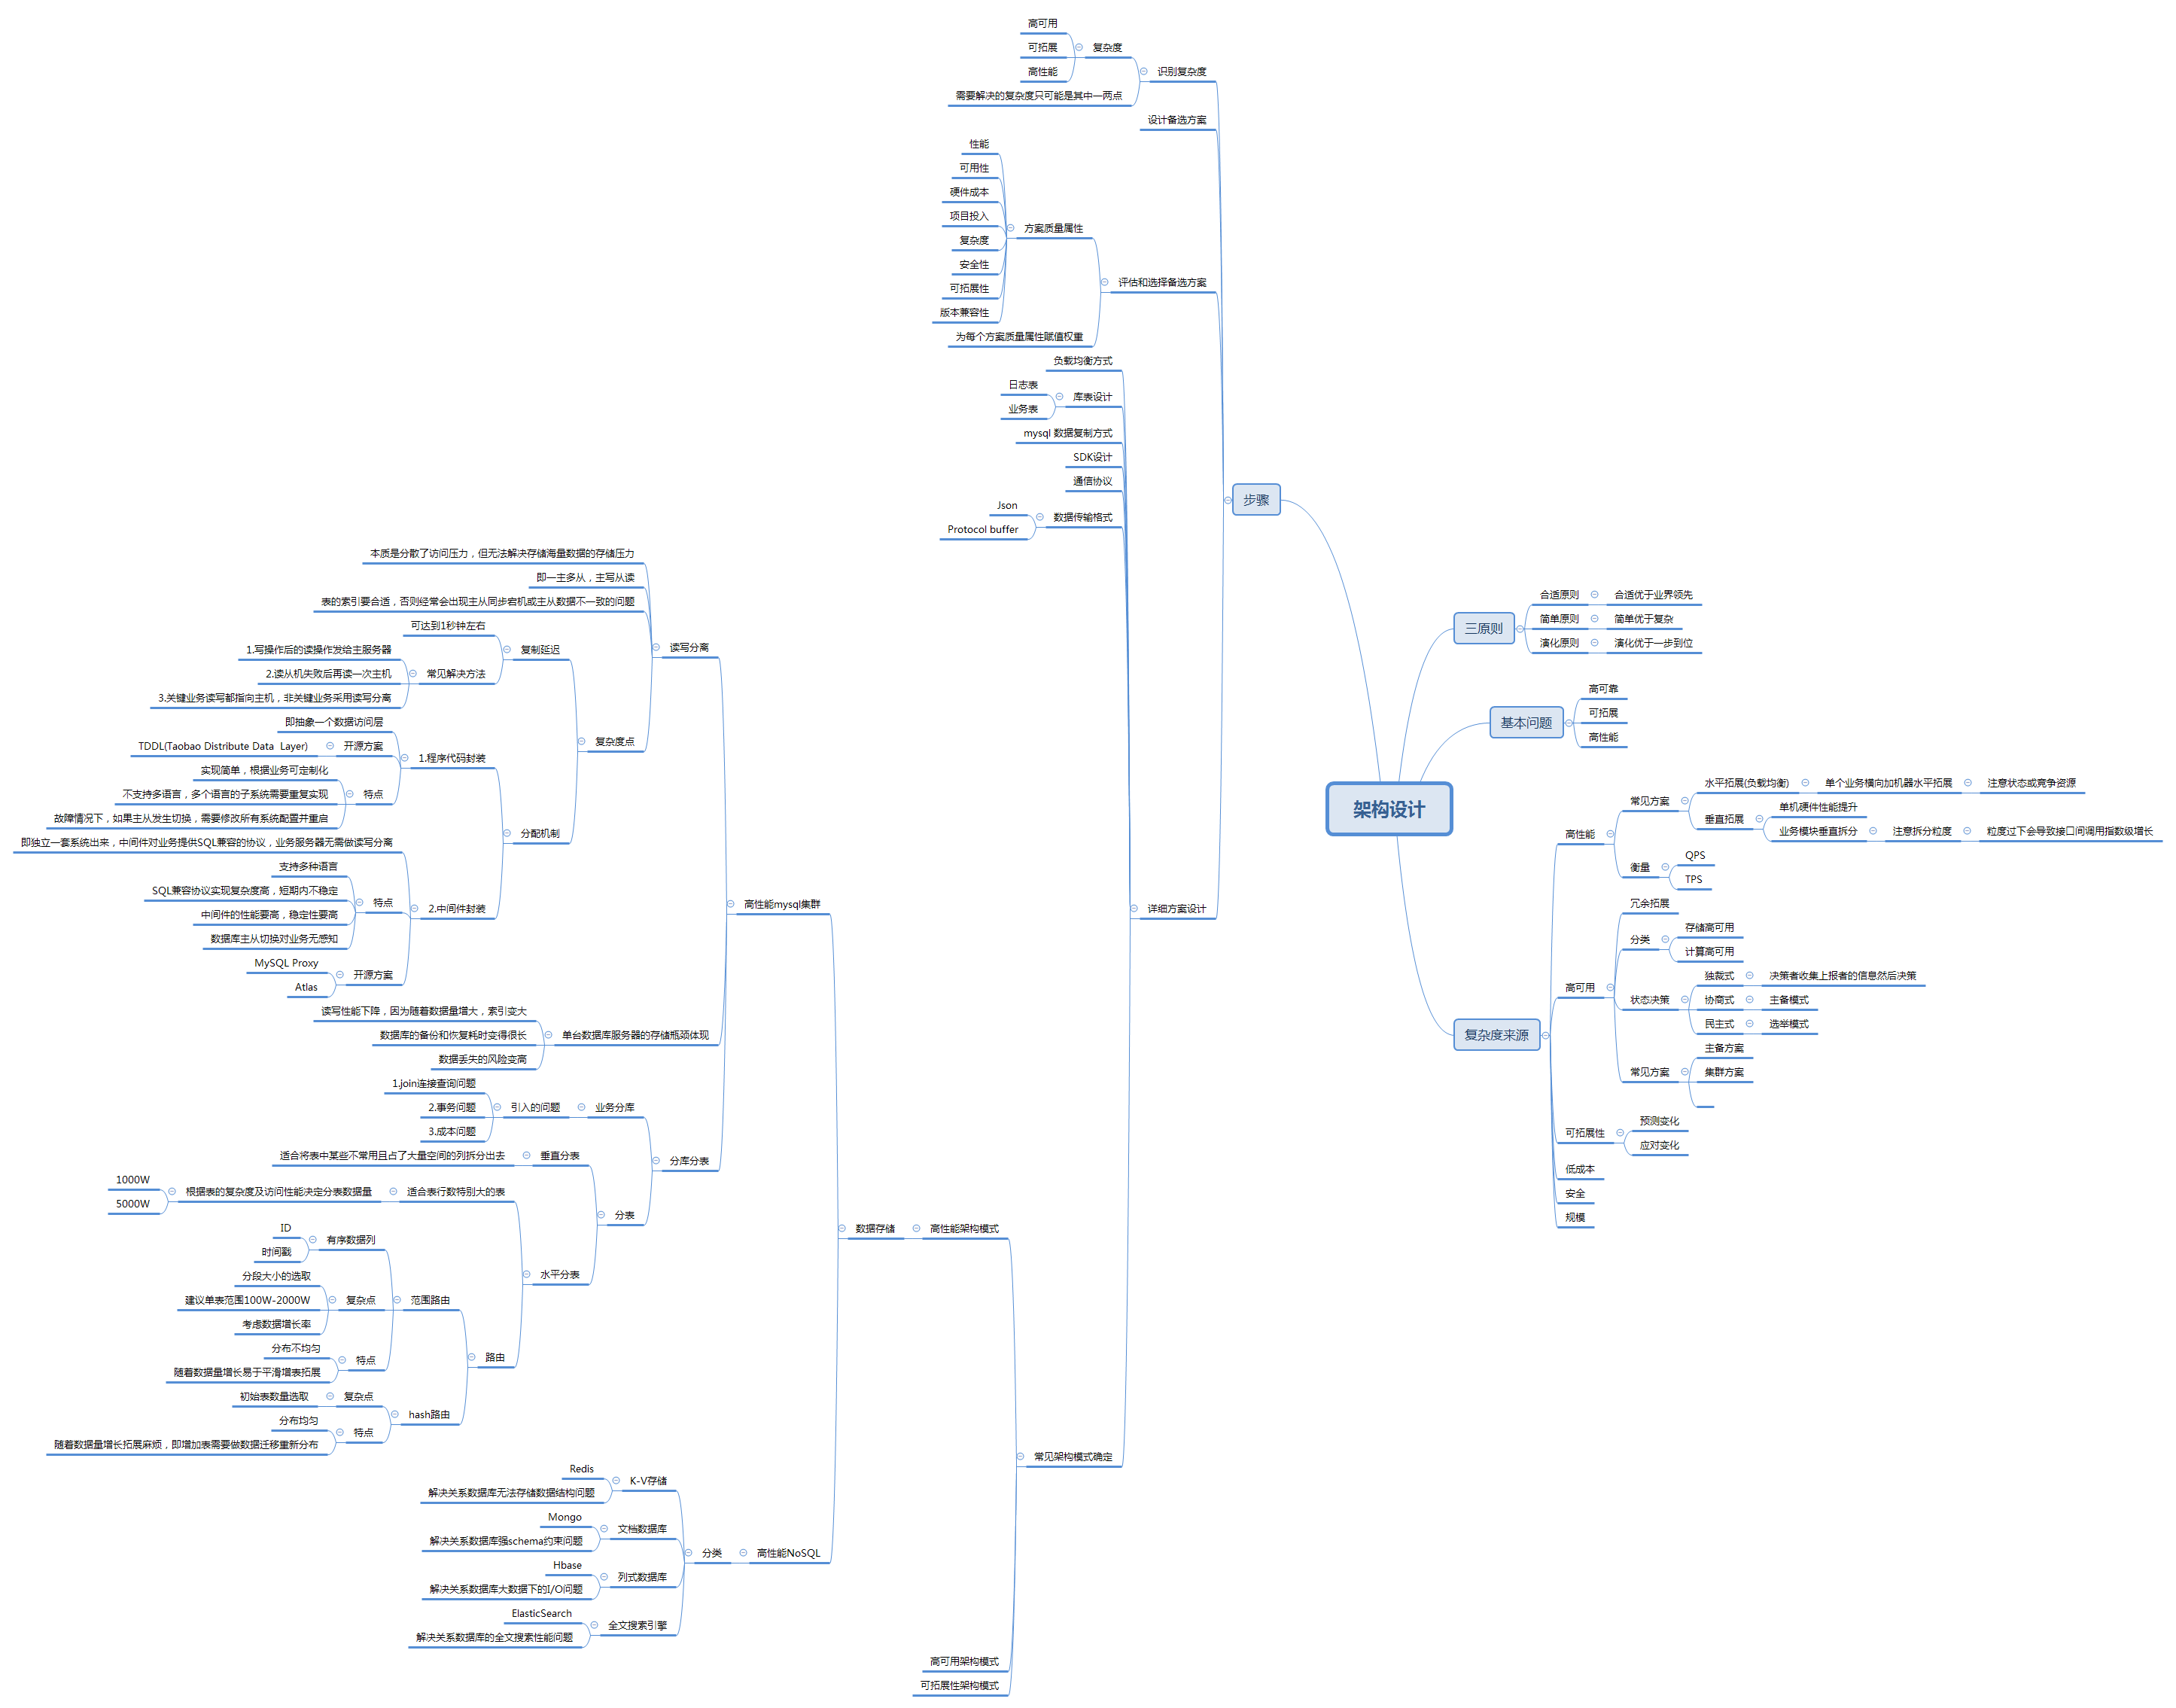 架构设计
步骤
识别复杂度
复杂度
高可用
可拓展
高性能
需要解决的复杂度只可能是其中一两点
设计备选方案
评估和选择备选方案
方案质量属性
性能
可用性
硬件成本
项目投入
复杂度
安全性
可拓展性
版本兼容性
为每个方案质量属性赋值权重
详细方案设计
负载均衡方式
库表设计
日志表
业务表
mysql 数据复制方式
SDK设计
通信协议
数据传输格式
Json
Protocol buffer
常见架构模式确定
高性能架构模式
数据存储
高性能mysql集群
读写分离
本质是分散了访问压力，但无法解决存储海量数据的存储压力
即一主多从，主写从读
表的索引要合适，否则经常会出现主从同步宕机或主从数据不一致的问题
复杂度点
复制延迟
可达到1秒钟左右
常见解决方法
1.写操作后的读操作发给主服务器
2.读从机失败后再读一次主机
3.关键业务读写都指向主机，非关键业务采用读写分离
分配机制
1.程序代码封装
即抽象一个数据访问层
开源方案
TDDL(Taobao Distribute Data  Layer)
特点
实现简单，根据业务可定制化
不支持多语言，多个语言的子系统需要重复实现
故障情况下，如果主从发生切换，需要修改所有系统配置并重启
2.中间件封装
即独立一套系统出来，中间件对业务提供SQL兼容的协议，业务服务器无需做读写分离
特点
支持多种语言
SQL兼容协议实现复杂度高，短期内不稳定
中间件的性能要高，稳定性要高
数据库主从切换对业务无感知
开源方案
MySQL Proxy
Atlas
单台数据库服务器的存储瓶颈体现
读写性能下降，因为随着数据量增大，索引变大
数据库的备份和恢复耗时变得很长
数据丢失的风险变高
分库分表
业务分库
引入的问题
1.join连接查询问题
2.事务问题
3.成本问题
分表
垂直分表
适合将表中某些不常用且占了大量空间的列拆分出去
水平分表
适合表行数特别大的表
根据表的复杂度及访问性能决定分表数据量
1000W
5000W
路由
范围路由
有序数据列
ID
时间戳
复杂点
分段大小的选取
建议单表范围100W-2000W
考虑数据增长率
特点
分布不均匀
随着数据量增长易于平滑增表拓展
hash路由
复杂点
初始表数量选取
特点
分布均匀
随着数据量增长拓展麻烦，即增加表需要做数据迁移重新分布
高性能NoSQL
分类
K-V存储
Redis
解决关系数据库无法存储数据结构问题
文档数据库
Mongo
解决关系数据库强schema约束问题
列式数据库
Hbase
解决关系数据库大数据下的I/O问题
全文搜索引擎
ElasticSearch
解决关系数据库的全文搜索性能问题
高可用架构模式
可拓展性架构模式
三原则
合适原则
合适优于业界领先
简单原则
简单优于复杂
演化原则
演化优于一步到位
基本问题
高可靠
可拓展
高性能
复杂度来源
高性能
常见方案
水平拓展(负载均衡)
单个业务横向加机器水平拓展
注意状态或竟争资源
垂直拓展
单机硬件性能提升
业务模块垂直拆分
注意拆分粒度
粒度过下会导致接口间调用指数级增长
衡量
QPS
TPS
高可用
冗余拓展
分类
存储高可用
计算高可用
状态决策
独裁式
决策者收集上报者的信息然后决策
协商式
主备模式
民主式
选举模式
常见方案
主备方案
集群方案
可拓展性
预测变化
应对变化
低成本
安全
规模